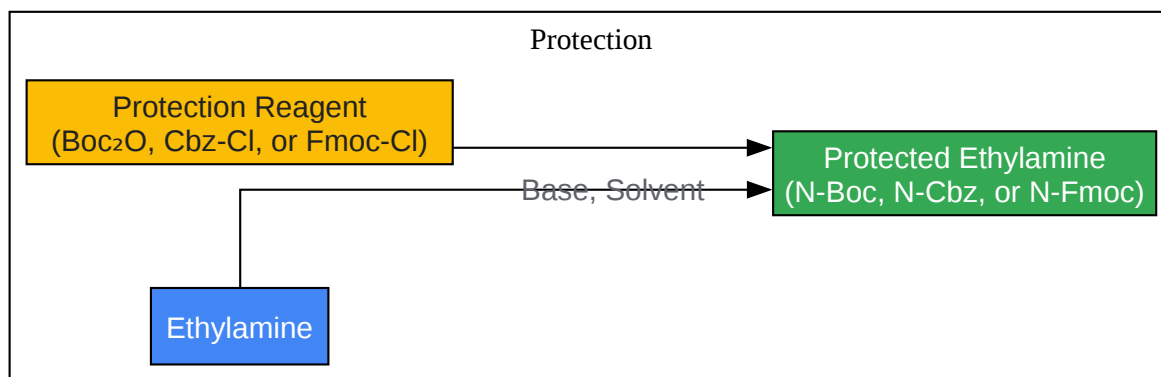 Protection
Protection Reagent
(Boc₂O, Cbz-Cl, or Fmoc-Cl)
Protected Ethylamine
(N-Boc, N-Cbz, or N-Fmoc)
Base, Solvent
Ethylamine